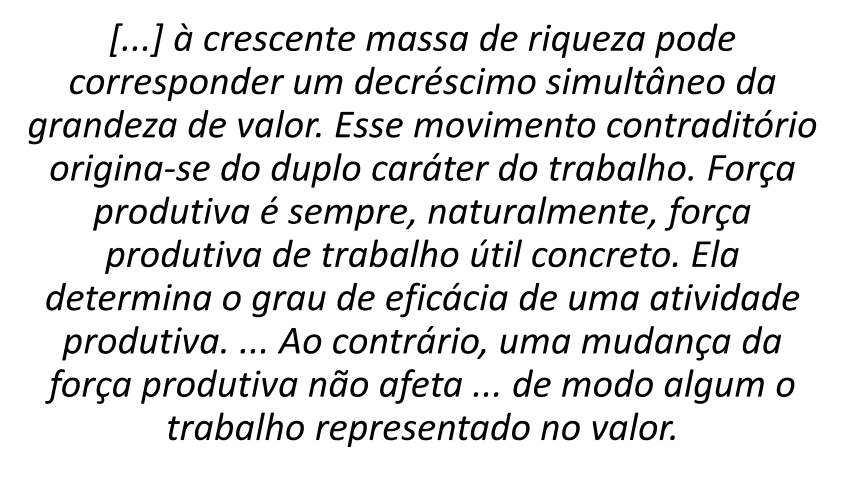 [...] à crescente massa de riqueza pode
corresponder um decréscimo simultâneo da
grandeza de valor. Esse movimento contraditório
origina-se do duplo caráter do trabalho. Força
produtiva é sempre, naturalmente, força
produtiva de trabalho útil concreto. Ela
determina o grau de eficácia de uma atividade
produtiva. ... Ao contrário, uma mudança da
força produtiva não afeta ... de modo algum o
trabalho representado no valor.